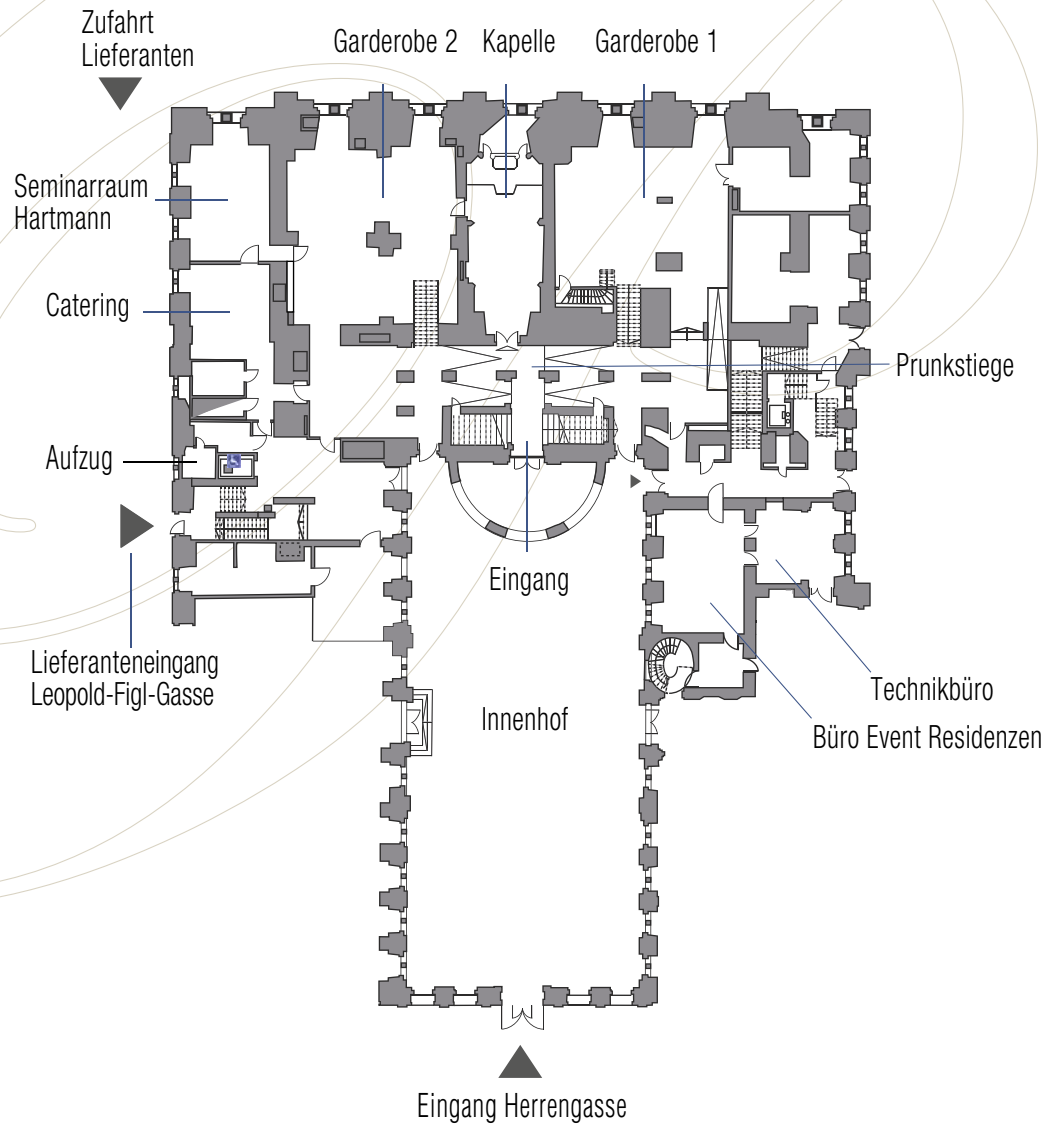 Zufahrt
Lieferanten
Garderobe 2
Kapelle
Garderobe 1
Seminarraum
Hartmann
Catering
Prunkstiege
Aufzug
Eingang
Lieferanteneingang
Leopold-Figl-Gasse
Technikbüro
Innenhof
Büro Event Residenzen
Eingang Herrengasse